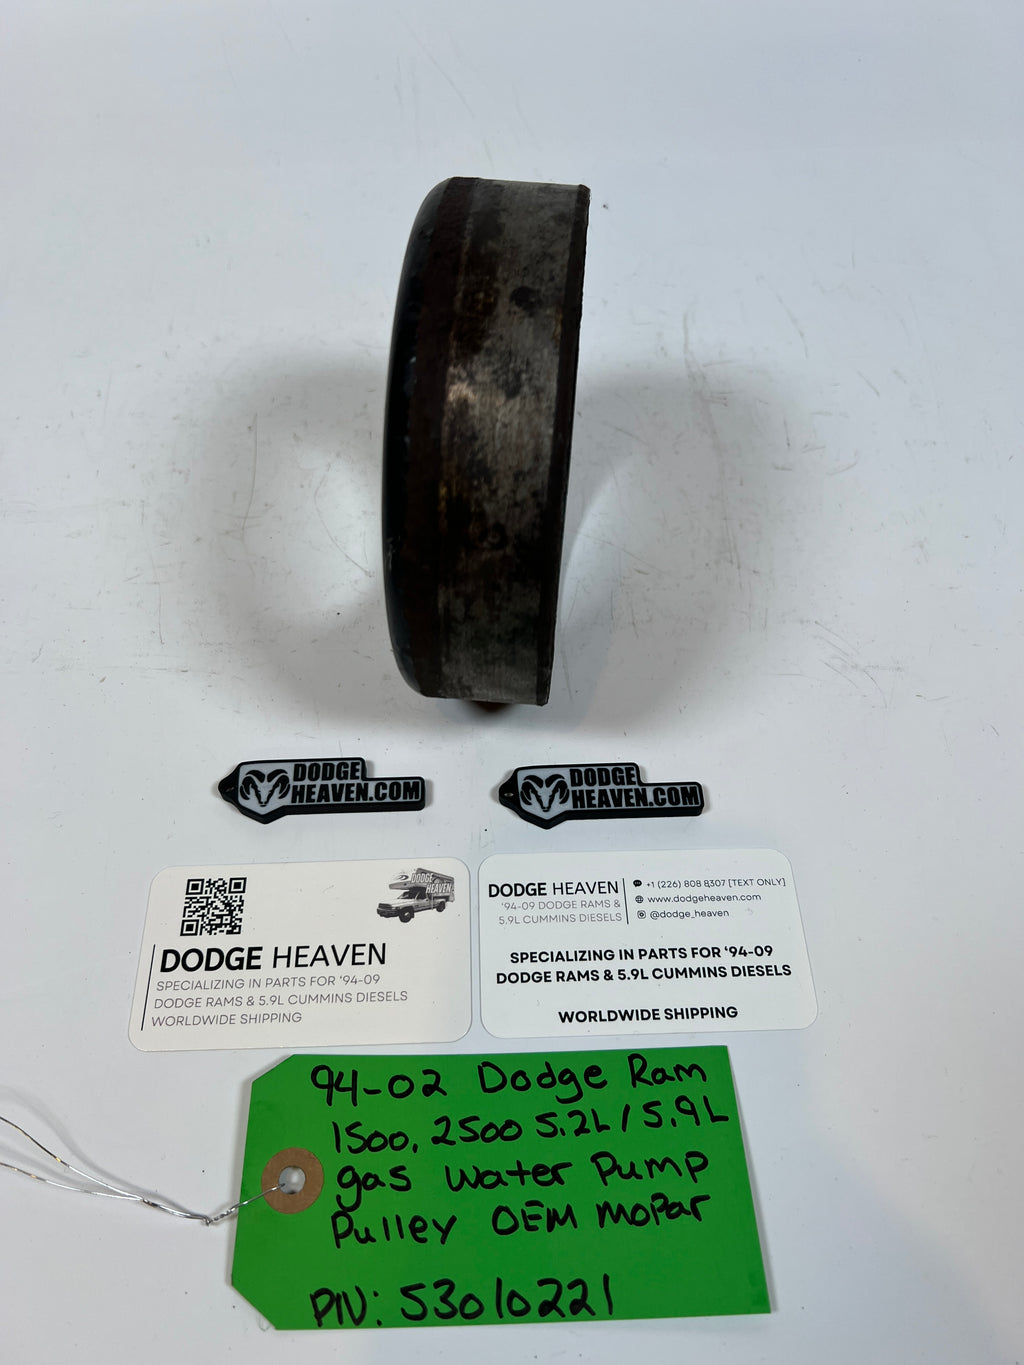 DODGE
HEAVEN.COM
DODGE
HEAVEN.COM
DODGE
HEAVEN
DODGE HEAVEN
SPECIALIZING IN PARTS FOR '94-09
DODGE RAMS & 5.9L CUMMINS DIESELS
WORLDWIDE SHIPPING
DODGE HEAVEN
'94-09 DODGE RAMS &
5.9L CUMMINS DIESELS
+1 (226) 808 8307 [TEXT ONLY]
www.dodgeheaven.com
@dodge_heaven
SPECIALIZING IN PARTS FOR '94-09
DODGE RAMS & 5.9L CUMMINS DIESELS
WORLDWIDE SHIPPING
94-02 Dodge Ram
1500, 2500 5.2L/5.9L
gas Water Pump
Pulley OEM Mopar
P/N: 53010221